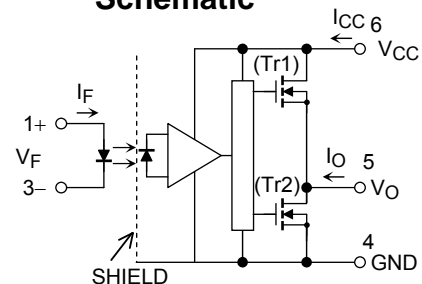 Schematic
ICC 6
VCC
(Tr1)
IF
1+
VF
3−
IO 5
(Tr2)
VO
4
GND
SHIELD